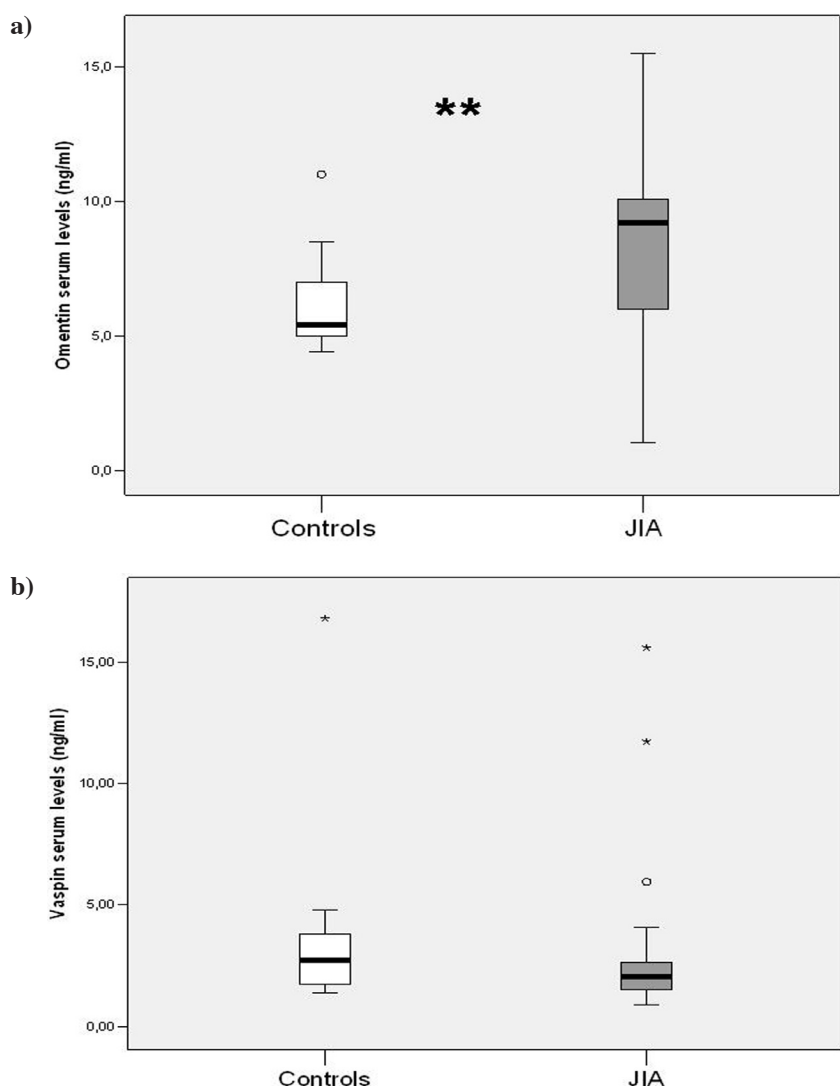 a)
Omentin serum levels (ng/ml)
15,0
10,0
5,0
0,0
**
Controls JIA
b)
Vaspin serum levels (ng/ml)
15,00
10,00
5,00
0,00
Controls JIA